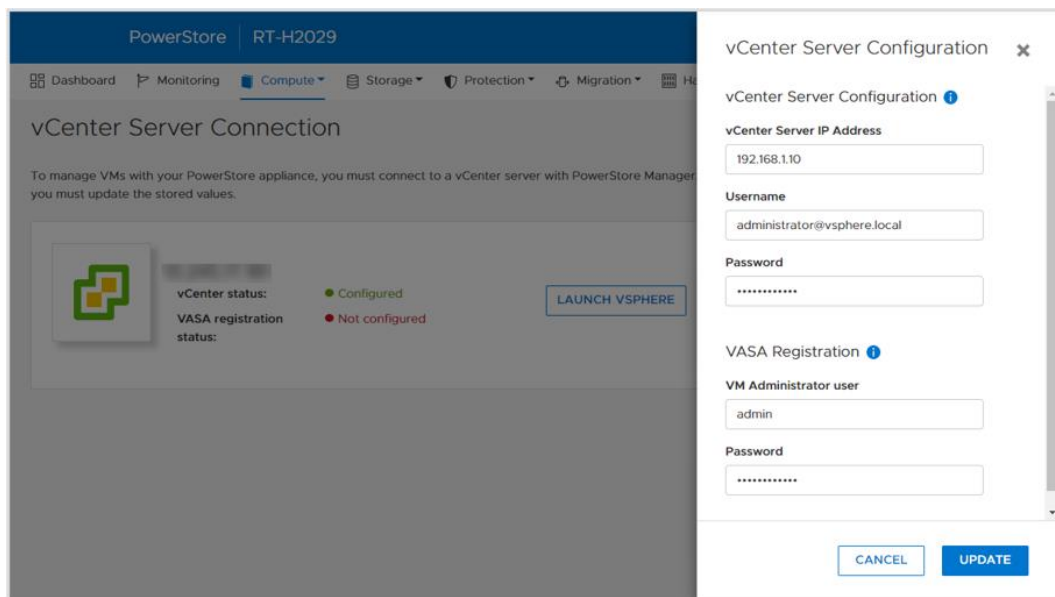 PowerStore RT-H2029
Dashboard Monitoring Compute Storage Protection Migration
vCenter Server Connection
To manage VMs with your PowerStore appliance, you must connect to a vCenter server with PowerStore Manager
you must update the stored values.
vCenter status: Configured
VASA registration status: Not configured
LAUNCH VSPHERE
vCenter Server Configuration
vCenter Server Configuration
vCenter Server IP Address
192.168.1.10
Username
administrator@vsphere.local
Password
••••••••••••
VASA Registration
VM Administrator user
admin
Password
••••••••••••
CANCEL UPDATE